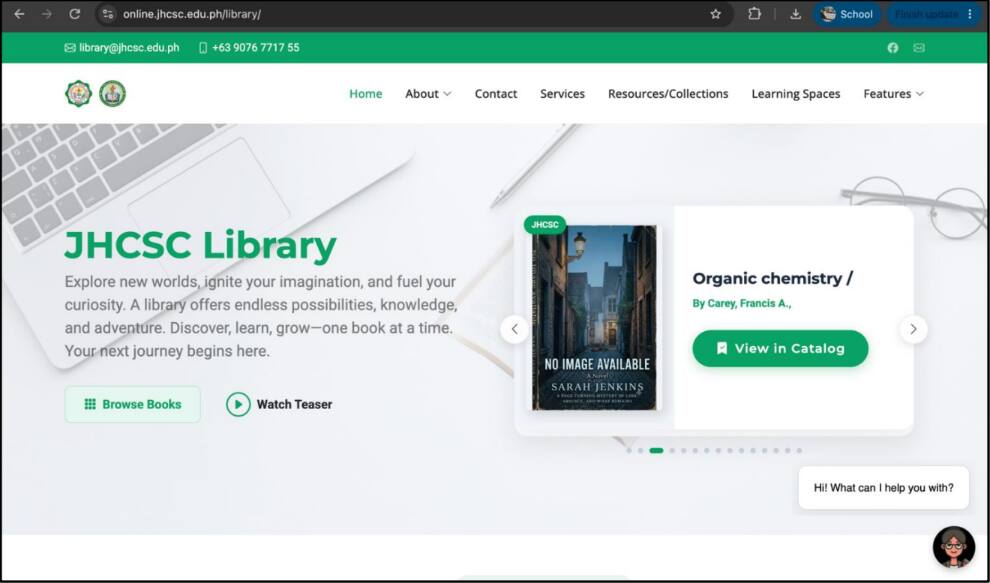 online.jhcsc.edu.ph/library/
School
Finish update
library@jhcsc.edu.ph
+63 9076 7717 55
Home
About
Contact
Services
Resources/Collections
Learning Spaces
Features
JHCSC Library
Explore new worlds, ignite your imagination, and fuel your
curiosity. A library offers endless possibilities, knowledge,
and adventure. Discover, learn, grow—one book at a time.
Your next journey begins here.
Browse Books
Watch Teaser
JHCSC
NO IMAGE AVAILABLE
A Novel
SARAH JENKINS
Organic chemistry /
By Carey, Francis A.,
View in Catalog
Hi! What can I help you with?